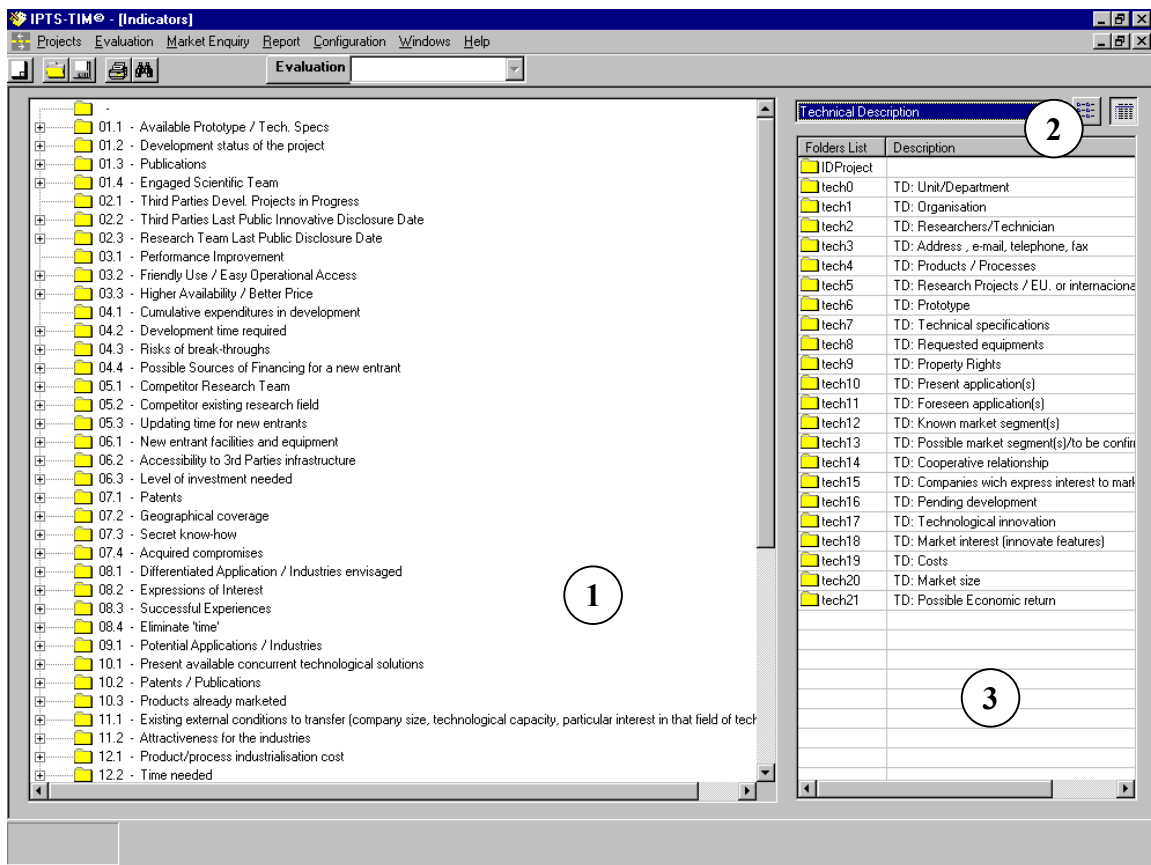 IPTS-TIM® - [Indicators]
Projects Evaluation Market Enquiry Report Configuration Windows Help
Evaluation
-
01.1 - Available Prototype / Tech. Specs
01.2 - Development status of the project
01.3 - Publications
01.4 - Engaged Scientific Team
02.1 - Third Parties Devel. Projects in Progress
02.2 - Third Parties Last Public Innovative Disclosure Date
02.3 - Research Team Last Public Disclosure Date
03.1 - Performance Improvement
03.2 - Friendly Use / Easy Operational Access
03.3 - Higher Availability / Better Price
04.1 - Cumulative expenditures in development
04.2 - Development time required
04.3 - Risks of break-throughs
04.4 - Possible Sources of Financing for a new entrant
05.1 - Competitor Research Team
05.2 - Competitor existing research field
05.3 - Updating time for new entrants
06.1 - New entrant facilities and equipment
06.2 - Accessibility to 3rd Parties infrastructure
06.3 - Level of investment needed
07.1 - Patents
07.2 - Geographical coverage
07.3 - Secret know-how
07.4 - Acquired compromises
08.1 - Differentiated Application / Industries envisaged
08.2 - Expressions of Interest
08.3 - Successful Experiences
08.4 - Eliminate 'time'
09.1 - Potential Applications / Industries
10.1 - Present available concurrent technological solutions
10.2 - Patents / Publications
10.3 - Products already marketed
11.1 - Existing external conditions to transfer (company size, technological capacity, particular interest in that field of tech
11.2 - Attractiveness for the industries
12.1 - Product/process industrialisation cost
12.2 - Time needed
1
Technical Description
2
Folders List Description
IDProject
tech0 TD: Unit/Department
tech1 TD: Organisation
tech2 TD: Researchers/Technician
tech3 TD: Address , e-mail, telephone, fax
tech4 TD: Products / Processes
tech5 TD: Research Projects / EU. or internaciona
tech6 TD: Prototype
tech7 TD: Technical specifications
tech8 TD: Requested equipments
tech9 TD: Property Rights
tech10 TD: Present application(s)
tech11 TD: Foreseen application(s)
tech12 TD: Known market segment(s)
tech13 TD: Possible market segment(s)/to be confirm
tech14 TD: Cooperative relationship
tech15 TD: Companies wich express interest to mark
tech16 TD: Pending development
tech17 TD: Technological innovation
tech18 TD: Market interest (innovate features)
tech19 TD: Costs
tech20 TD: Market size
tech21 TD: Possible Economic return
3